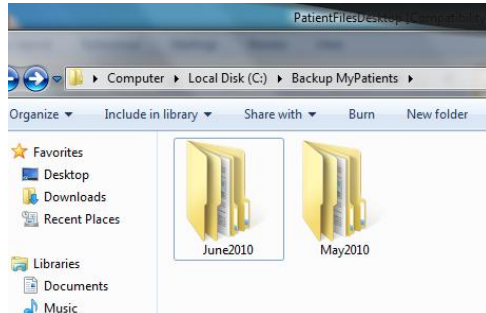 PatientFilesDesktop [Compatibility
Computer ▸ Local Disk (C:) ▸ Backup MyPatients ▸
Organize ▾ Include in library ▾ Share with ▾ Burn New folder
Favorites
Desktop
Downloads
Recent Places
June2010
May2010
Libraries
Documents
Music